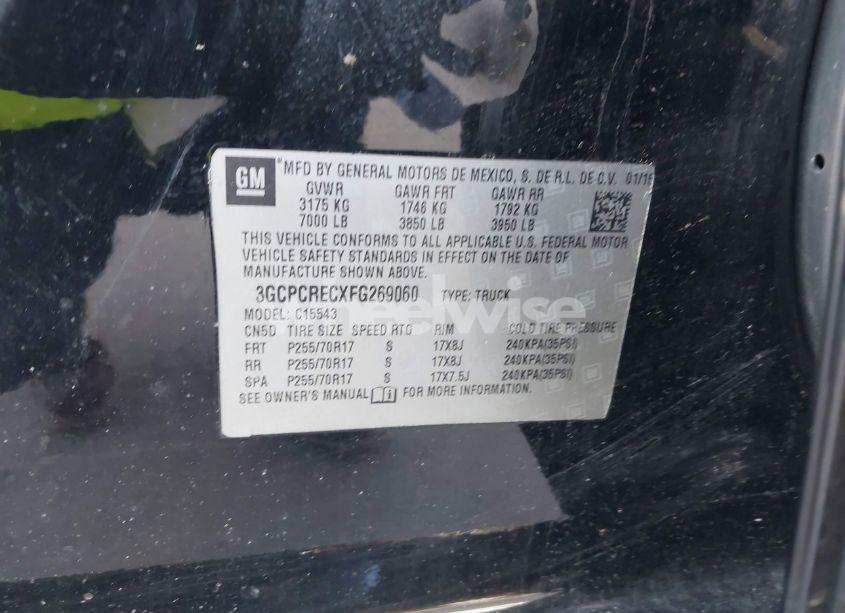 GM
®MFD BY GENERAL MOTORS DE MEXICO, S. DE R.L. DE C.V. 01/15
GVWR GAWR FRT GAWR RR
3175 KG 1746 KG 1792 KG
7000 LB 3850 LB 3950 LB
THIS VEHICLE CONFORMS TO ALL APPLICABLE U.S. FEDERAL MOTOR
VEHICLE SAFETY STANDARDS IN EFFECT ON THE DATE OF
MANUFACTURE SHOWN ABOVE.
3GCPCRECXFG269060 TYPE: TRUCK
MODEL: C15543
CN5D TIRE SIZE SPEED RTG RIM COLD TIRE PRESSURE
FRT P255/70R17 S 17X8J 240KPA(35PSI)
RR P255/70R17 S 17X8J 240KPA(35PSI)
SPA P255/70R17 S 17X7.5J 240KPA(35PSI)
SEE OWNER'S MANUAL FOR MORE INFORMATION.